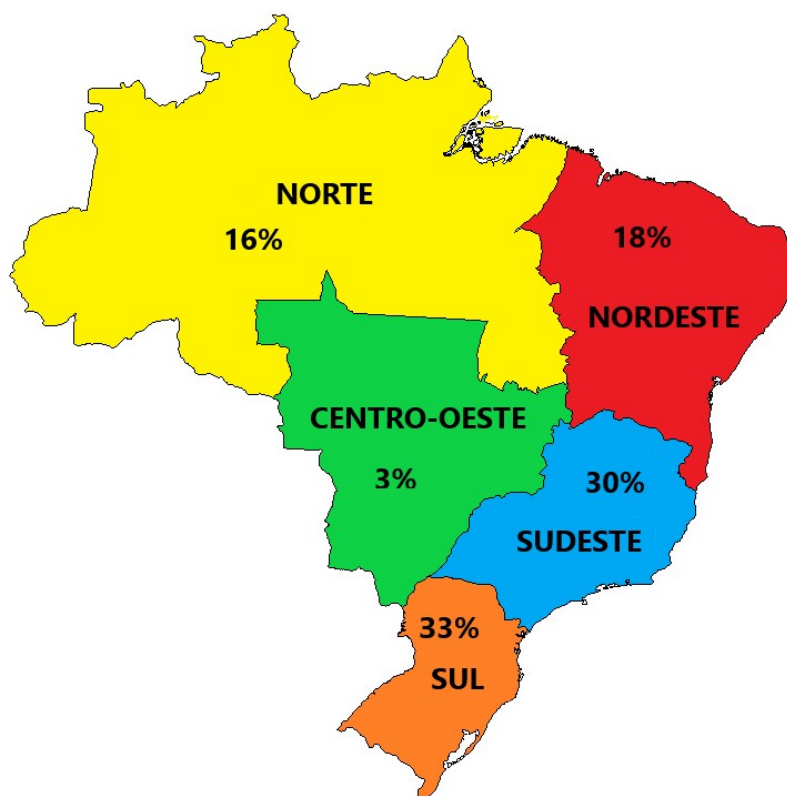 NORTE
16%
18%
NORDESTE
CENTRO-OESTE
3%
30%
SUDESTE
33%
SUL